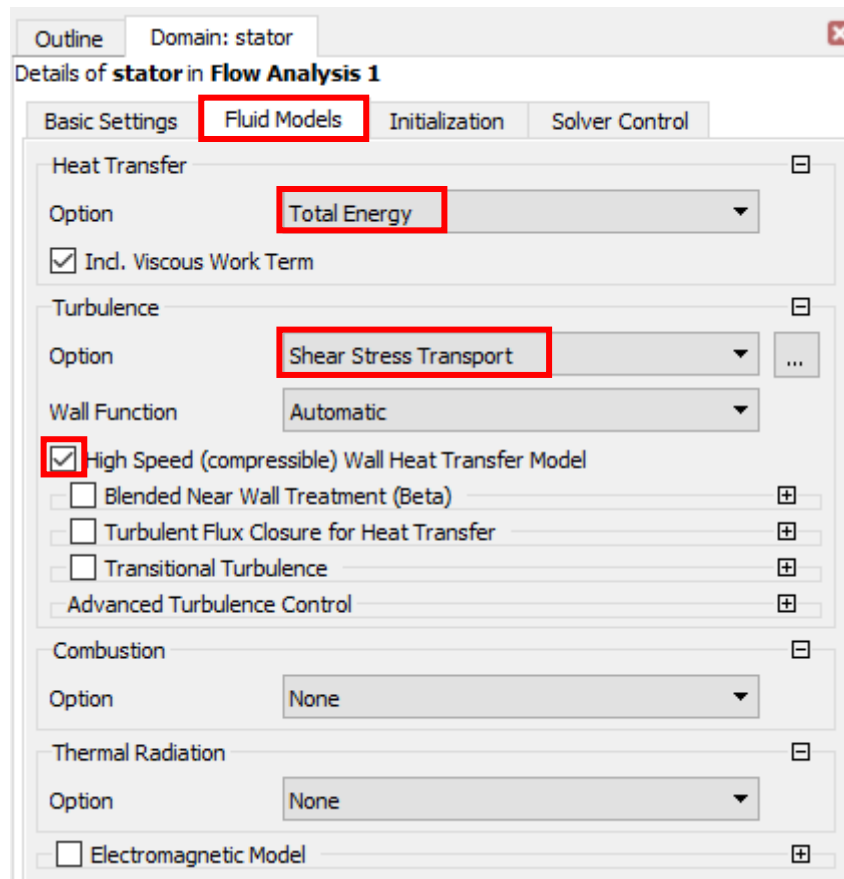 Outline Domain: stator
Details of stator in Flow Analysis 1
Basic Settings Fluid Models Initialization Solver Control
Heat Transfer
Option Total Energy
Incl. Viscous Work Term
Turbulence
Option Shear Stress Transport ...
Wall Function Automatic
High Speed (compressible) Wall Heat Transfer Model
Blended Near Wall Treatment (Beta)
Turbulent Flux Closure for Heat Transfer
Transitional Turbulence
Advanced Turbulence Control
Combustion
Option None
Thermal Radiation
Option None
Electromagnetic Model